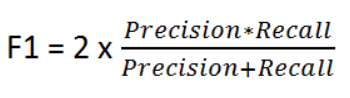 F1 = 2 x Precision*Recall
Precision+Recall